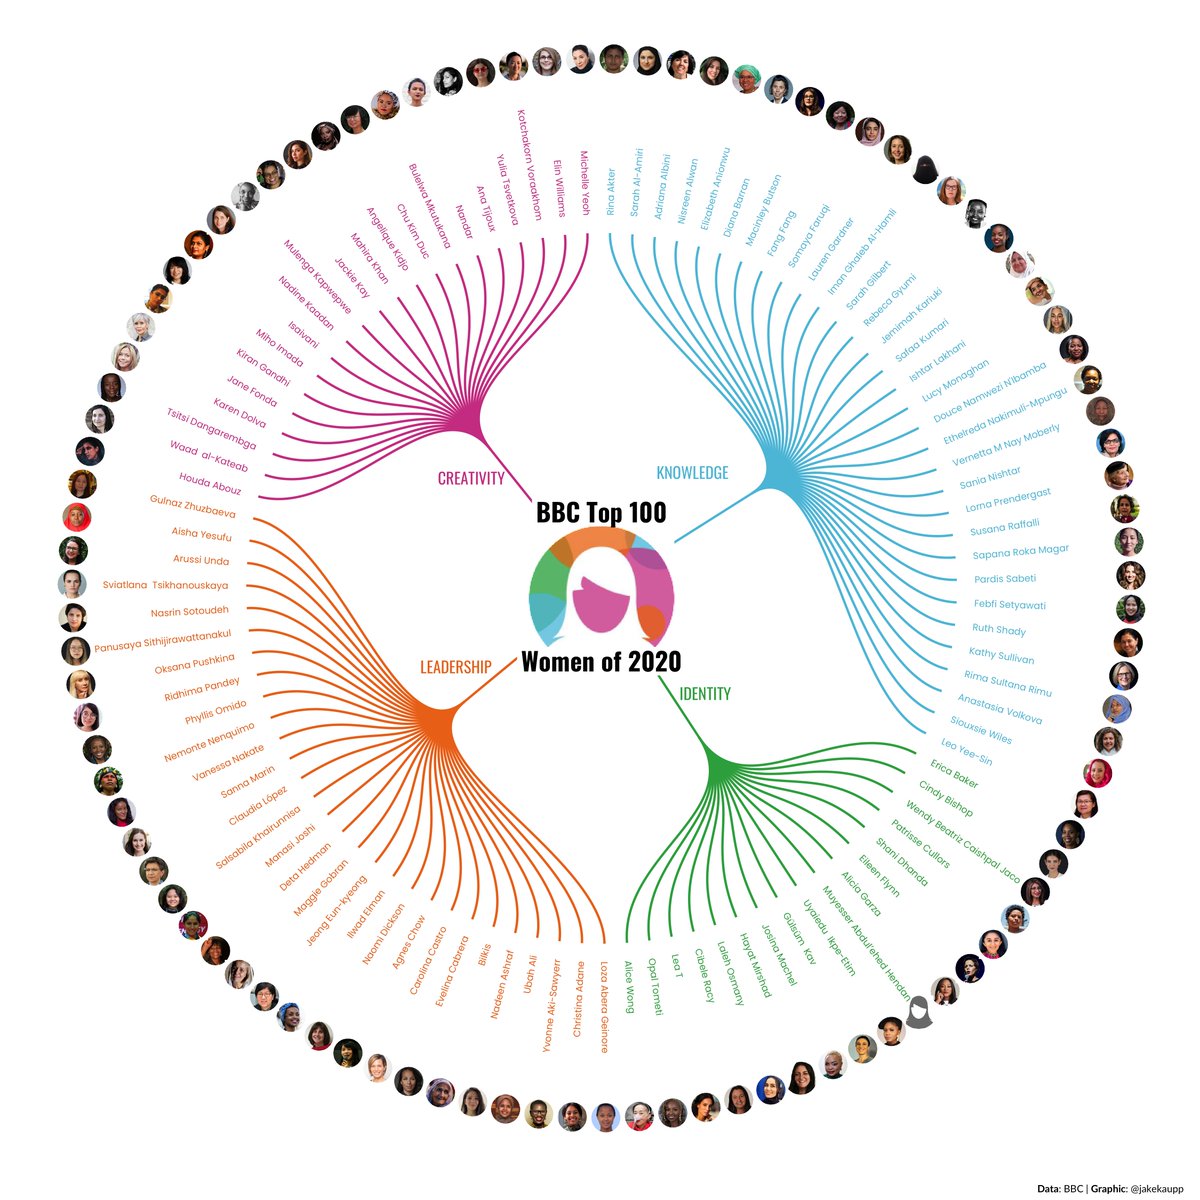 BBC Top 100
Women of 2020
CREATIVITY
Michelle Yeoh
Elin Williams
Kotchakorn Voraakhom
Yulia Tsvetkova
Ana Tijoux
Nandar
Bulelwa Mkutukana
Chu Kim Duc
Angelique Kidjo
Mahira Khan
Jackie Kay
Mulenga Kapwepwe
Nadine Kaadan
Isaivani
Miho Imada
Kiran Gandhi
Jane Fonda
Karen Dolva
Tsitsi Dangarembga
Waad al-Kateab
Houda Abouz
KNOWLEDGE
Rina Akter
Sarah Al-Amiri
Adriana Albini
Nisreen Alwan
Elizabeth Anionwu
Diana Barran
Macinley Butson
Fang Fang
Somaya Faruqi
Lauren Gardner
Iman Ghaleb Al-Hamli
Sarah Gilbert
Rebeca Gyumi
Jemimah Kariuki
Safaa Kumari
Ishtar Lakhani
Lucy Monaghan
Douce Namwezi N'Ibamba
Ethelreda Nakimuli-Mpungu
Vernetta M Nay Moberly
Sania Nishtar
Lorna Prendergast
Susana Raffalli
Sapana Roka Magar
Pardis Sabeti
Febfi Setyawati
Ruth Shady
Kathy Sullivan
Rima Sultana Rimu
Anastasia Volkova
Siouxsie Wiles
Leo Yee-Sin
IDENTITY
Erica Baker
Cindy Bishop
Wendy Beatriz Caishpal Jaco
Patrisse Cullors
Shani Dhanda
Eileen Flynn
Alicia Garza
Muyesser Abdul'ehed Hendan
Uyaiedu Ikpe-Etim
Gülsüm Kav
Josina Machel
Hayat Mirshad
Laleh Osmany
Cibele Racy
Lea T
Opal Tometi
Alice Wong
LEADERSHIP
Gulnaz Zhuzbaeva
Aisha Yesufu
Arussi Unda
Sviatlana Tsikhanouskaya
Nasrin Sotoudeh
Panusaya Sithijirawattanakul
Oksana Pushkina
Ridhima Pandey
Phyllis Omido
Nemonte Nenquimo
Vanessa Nakate
Sanna Marin
Claudia López
Salsabila Khairunnisa
Manasi Joshi
Deta Hedman
Maggie Gobran
Jeong Eun-kyeong
Ilwad Elman
Naomi Dickson
Agnes Chow
Carolina Castro
Evelina Cabrera
Bilkis
Nadeen Ashraf
Ubah Ali
Yvonne Aki-Sawyerr
Christina Adane
Loza Abera Geinore
Data: BBC | Graphic: @jakekaupp